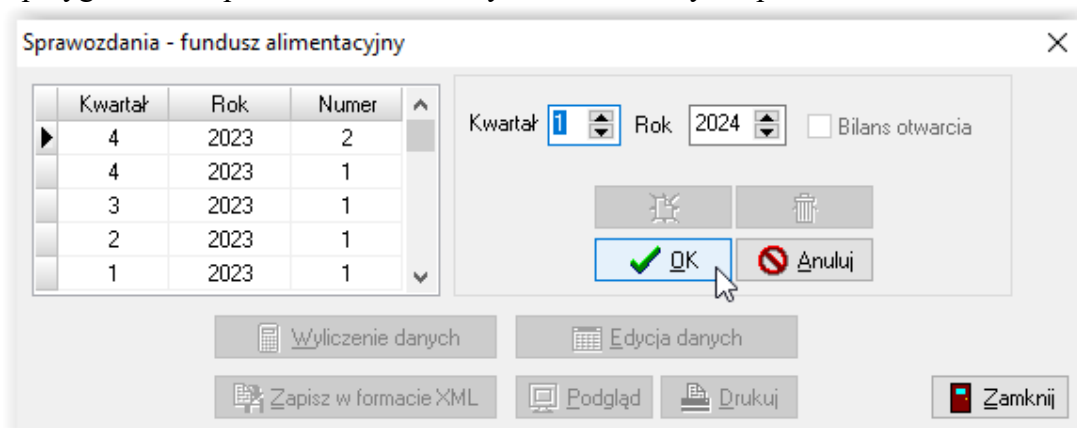 Sprawozdania - fundusz alimentacyjny
Kwartał Rok Numer
4 2023 2
4 2023 1
3 2023 1
2 2023 1
1 2023 1
Kwartał 1 Rok 2024 Bilans otwarcia
OK Anuluj
Wyliczenie danych Edycja danych
Zapisz w formacie XML Podgląd Drukuj Zamknij